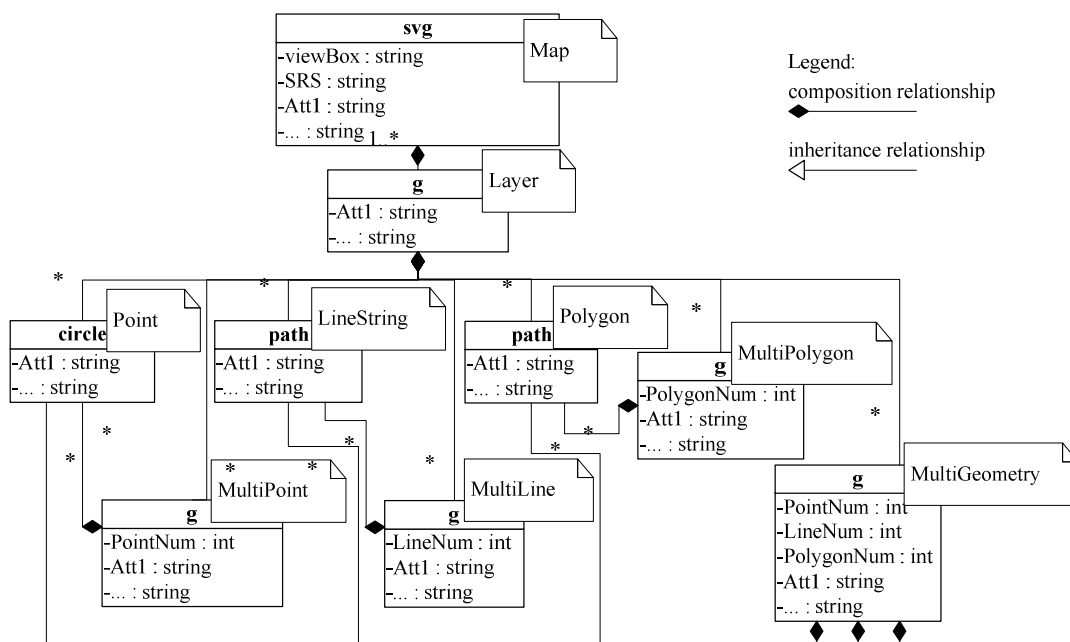 svg
-viewBox : string
-SRS : string
-Att1 : string
-... : string
Map
1..*
Legend:
composition relationship
inheritance relationship
g
-Att1 : string
-... : string
Layer
*
*
*
*
*
circle
-Att1 : string
-... : string
Point
path
-Att1 : string
-... : string
LineString
path
-Att1 : string
-... : string
Polygon
g
-PolygonNum : int
-Att1 : string
-... : string
MultiPolygon
*
*
*
*
*
*
*
*
g
-PointNum : int
-Att1 : string
-... : string
MultiPoint
g
-LineNum : int
-Att1 : string
-... : string
MultiLine
g
-PointNum : int
-LineNum : int
-PolygonNum : int
-Att1 : string
-... : string
MultiGeometry